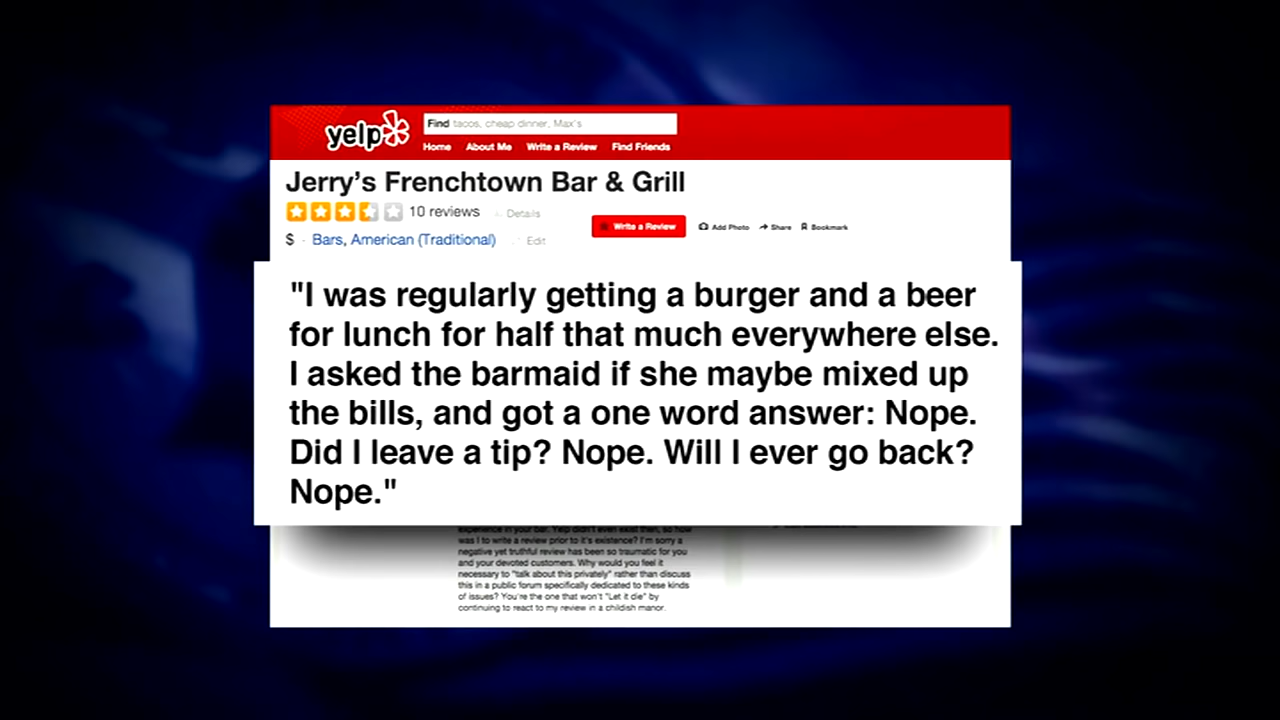 yelp
Find tacos, cheap dinner, Max's
Home About Me Write a Review Find Friends
Jerry's Frenchtown Bar & Grill
10 reviews Details
Write a Review Add Photo Share Bookmark
$ · Bars, American (Traditional) Edit
"I was regularly getting a burger and a beer
for lunch for half that much everywhere else.
I asked the barmaid if she maybe mixed up
the bills, and got a one word answer: Nope.
Did I leave a tip? Nope. Will I ever go back?
Nope."
experience in your bar. Yelp didn't even exist then, so how
was I to write a review prior to it's existence? I'm sorry a
negative yet truthful review has been so traumatic for you
and your devoted customers. Why would you feel it
necessary to "talk about this privately" rather than discuss
this in a public forum specifically dedicated to these kinds
of issues? You're the one that won't "Let it die" by
continuing to react to my review in a childish manor.